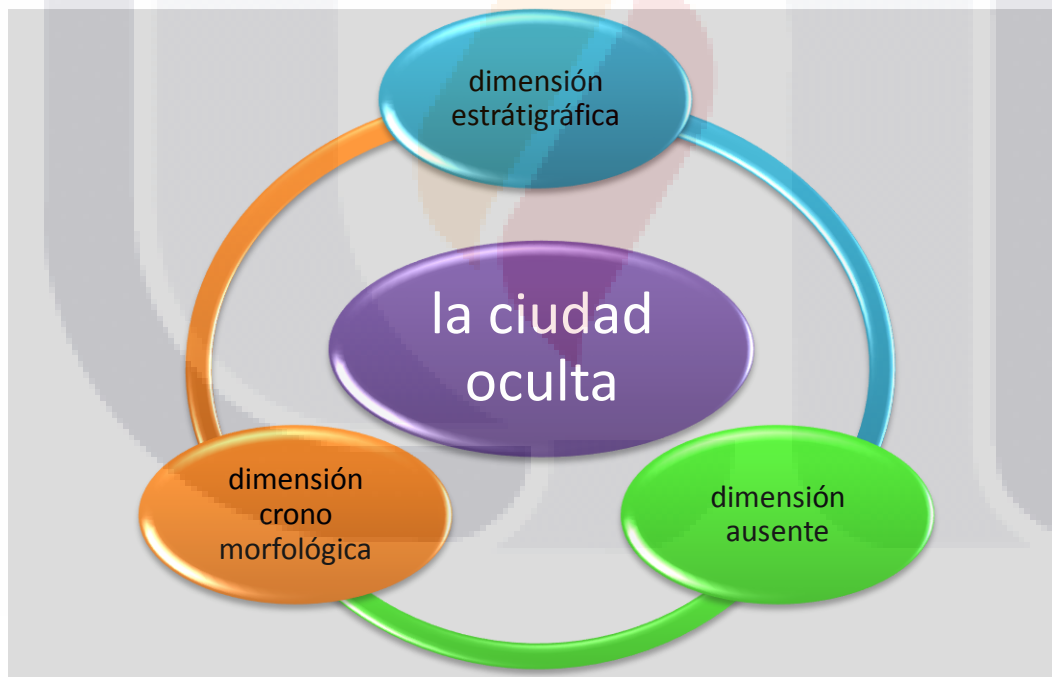 dimensión
estrátigráfica
la ciudad
oculta
dimensión
crono
morfológica
dimensión
ausente